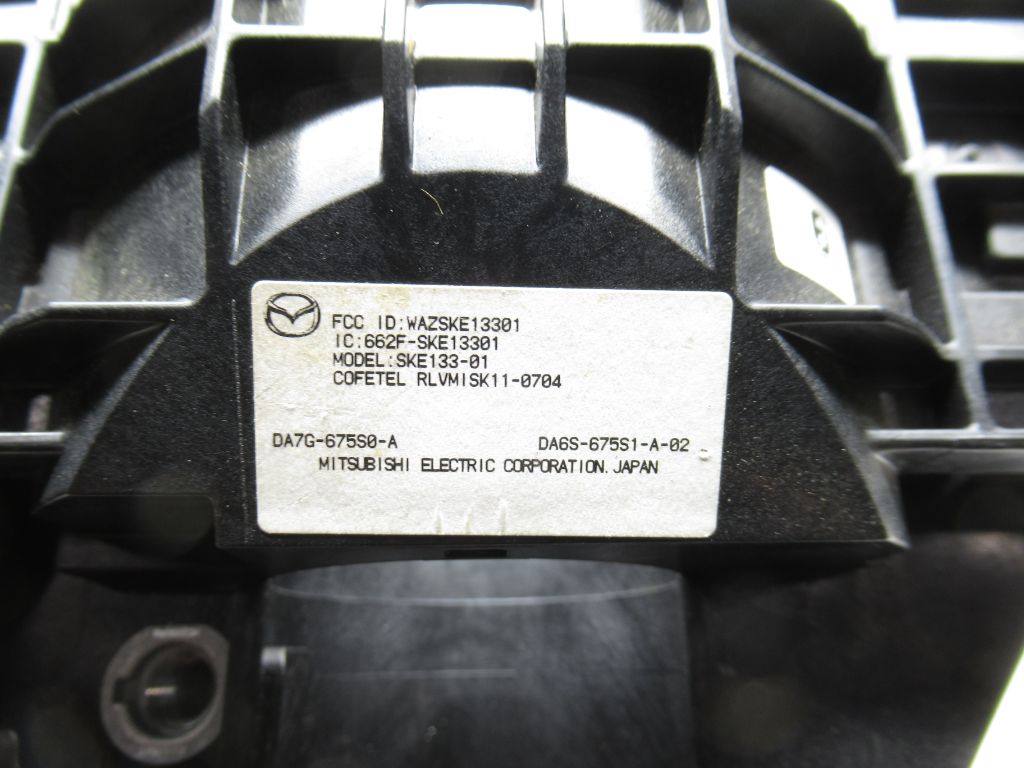 FCC ID:WAZSKE13301
IC:662F-SKE13301
MODEL:SKE133-01
COFETEL RLVMISK11-0704
DA7G-675S0-A DA6S-675S1-A-02
MITSUBISHI ELECTRIC CORPORATION.JAPAN